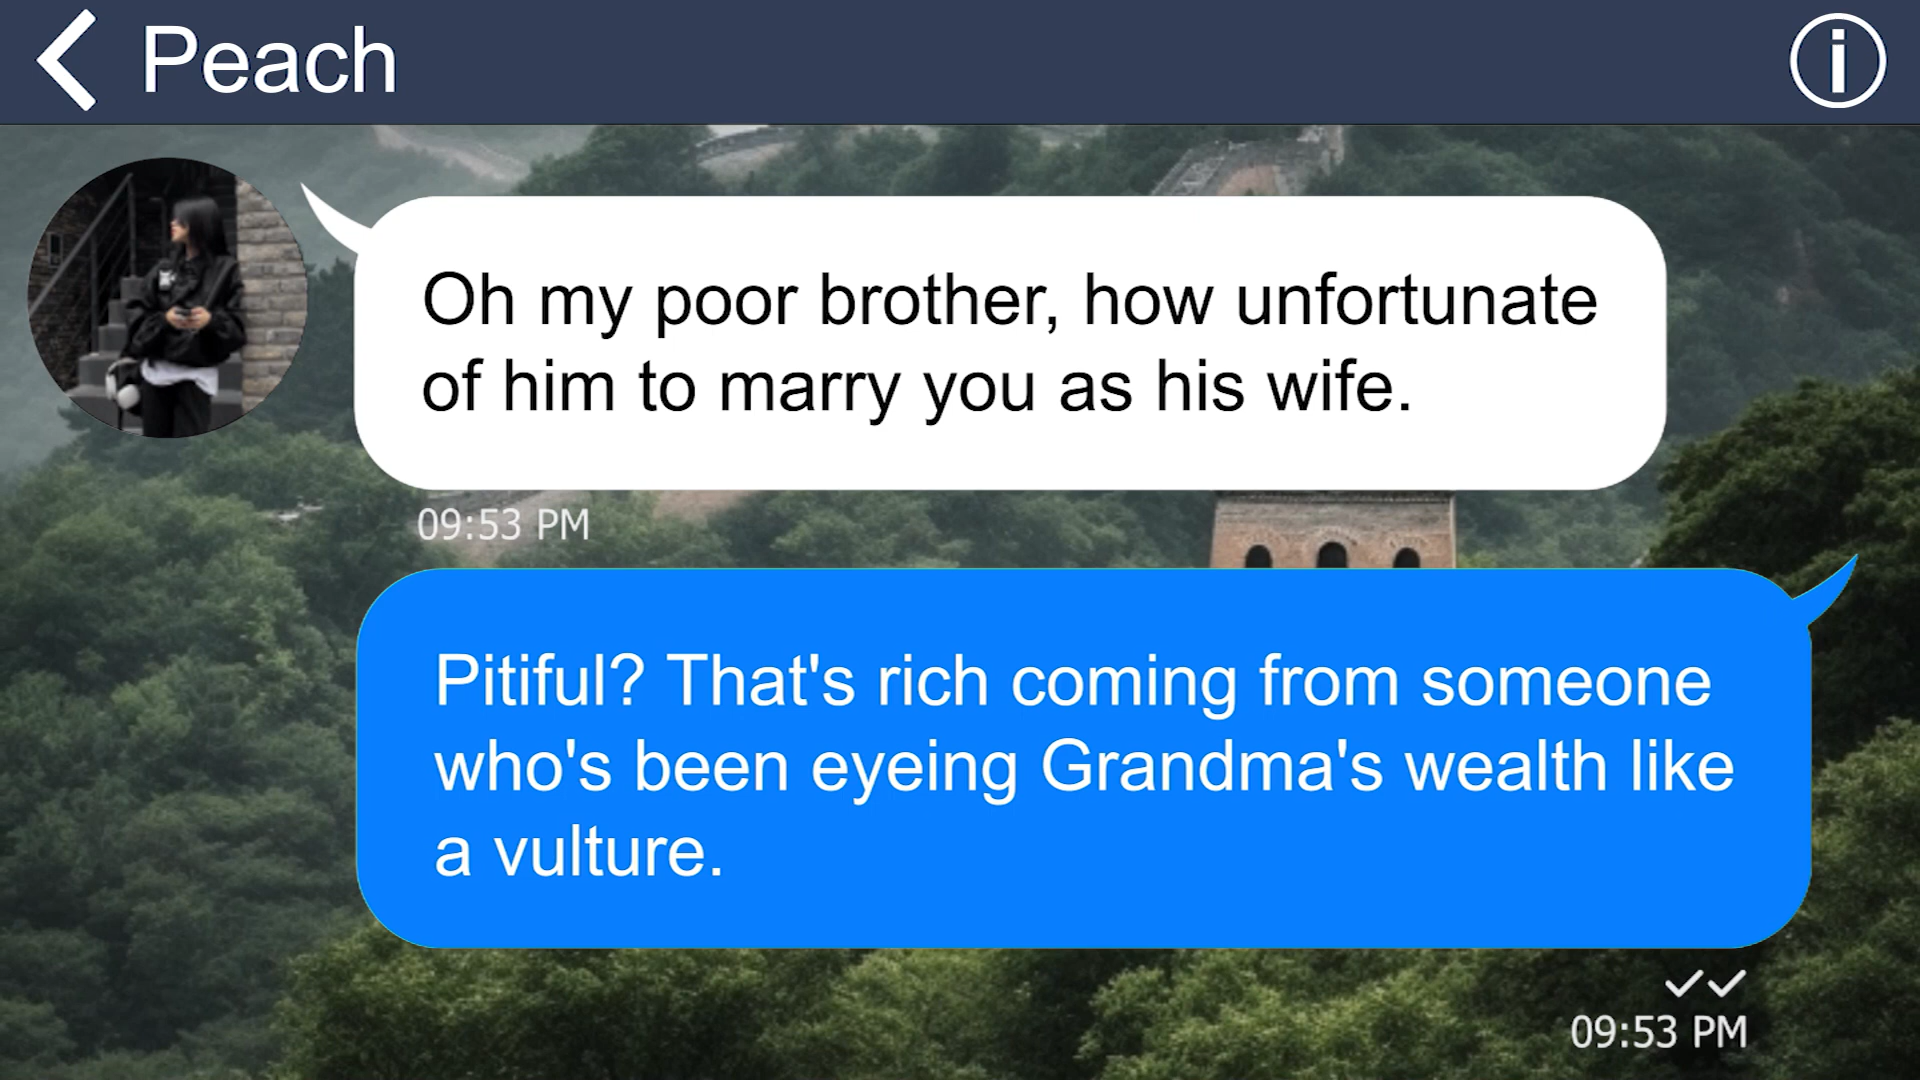 Peach
Oh my poor brother, how unfortunate
of him to marry you as his wife.
09:53 PM
Pitiful? That's rich coming from someone
who's been eyeing Grandma's wealth like
a vulture.
09:53 PM